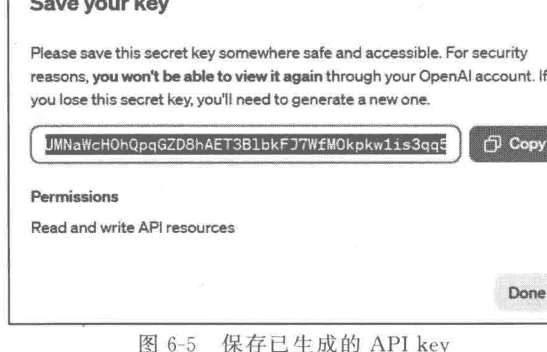 Save your key
Please save this secret key somewhere safe and accessible. For security
reasons, you won't be able to view it again through your OpenAI account. If
you lose this secret key, you'll need to generate a new one.
JMNaWcHOhQpqGZD8hAET3BlbkFJ7WfMOkpkw1is3qq5 Copy
Permissions
Read and write API resources
Done
图 6-5 保存已生成的 API key